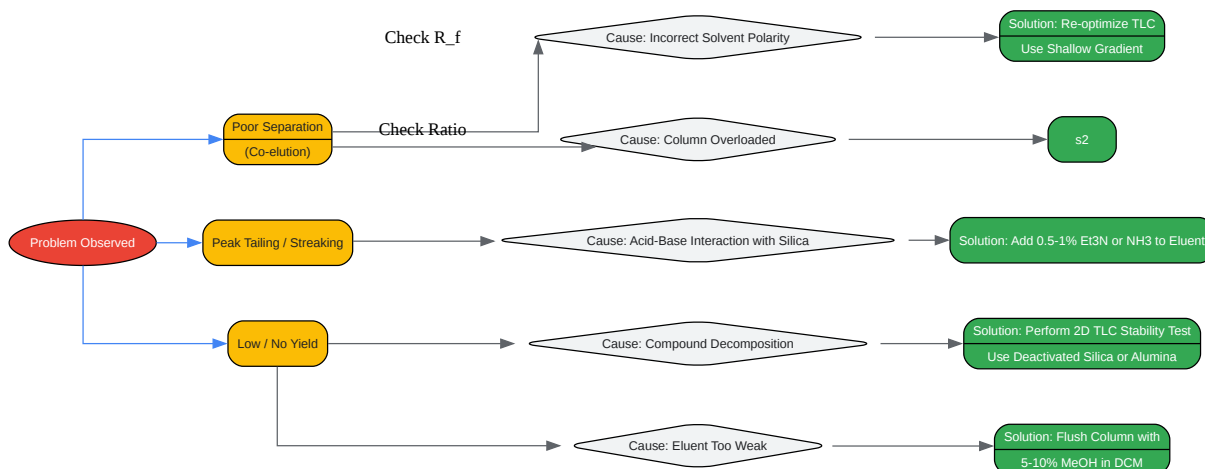 Check R_f
Cause: Incorrect Solvent Polarity
Solution: Re-optimize TLC
Use Shallow Gradient
Poor Separation
(Co-elution)
Check Ratio
Cause: Column Overloaded
s2
Problem Observed
Peak Tailing / Streaking
Cause: Acid-Base Interaction with Silica
Solution: Add 0.5-1% Et3N or NH3 to Eluent
Low / No Yield
Cause: Compound Decomposition
Solution: Perform 2D TLC Stability Test
Use Deactivated Silica or Alumina
Cause: Eluent Too Weak
Solution: Flush Column with
5-10% MeOH in DCM